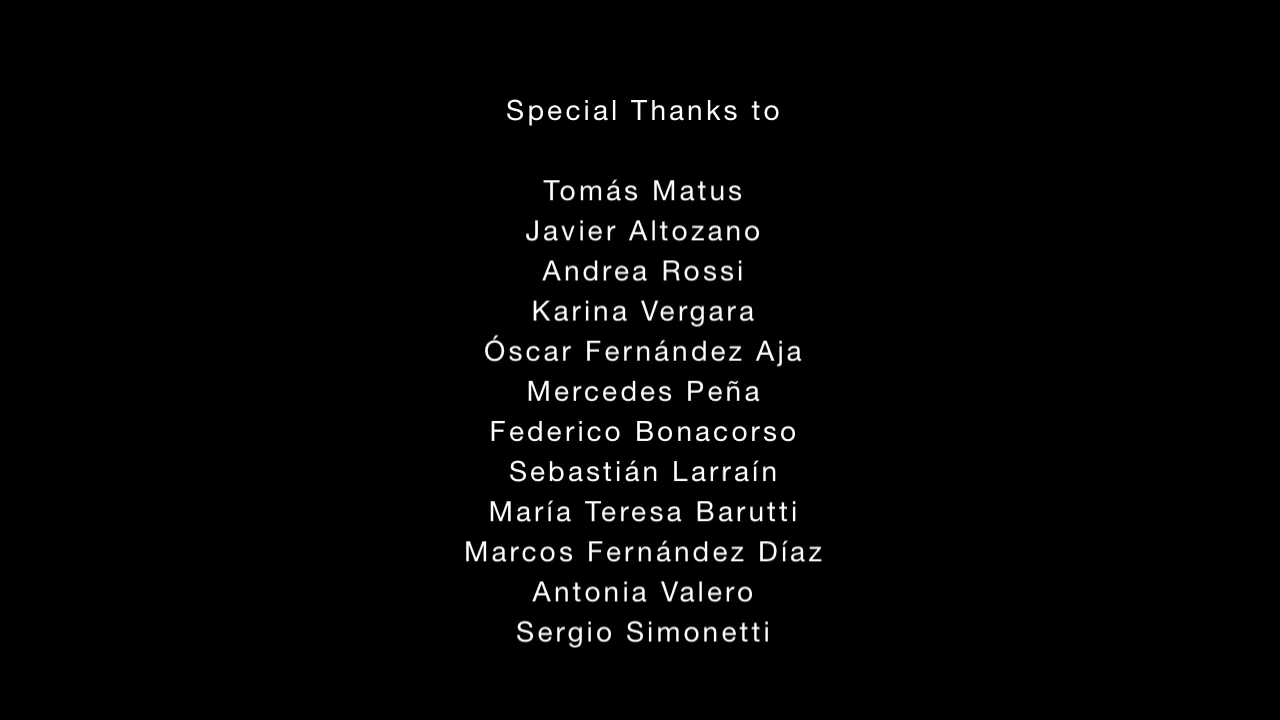 Special Thanks to
Tomás Matus
Javier Altozano
Andrea Rossi
Karina Vergara
Óscar Fernández Aja
Mercedes Peña
Federico Bonacorso
Sebastián Larraín
María Teresa Barutti
Marcos Fernández Díaz
Antonia Valero
Sergio Simonetti